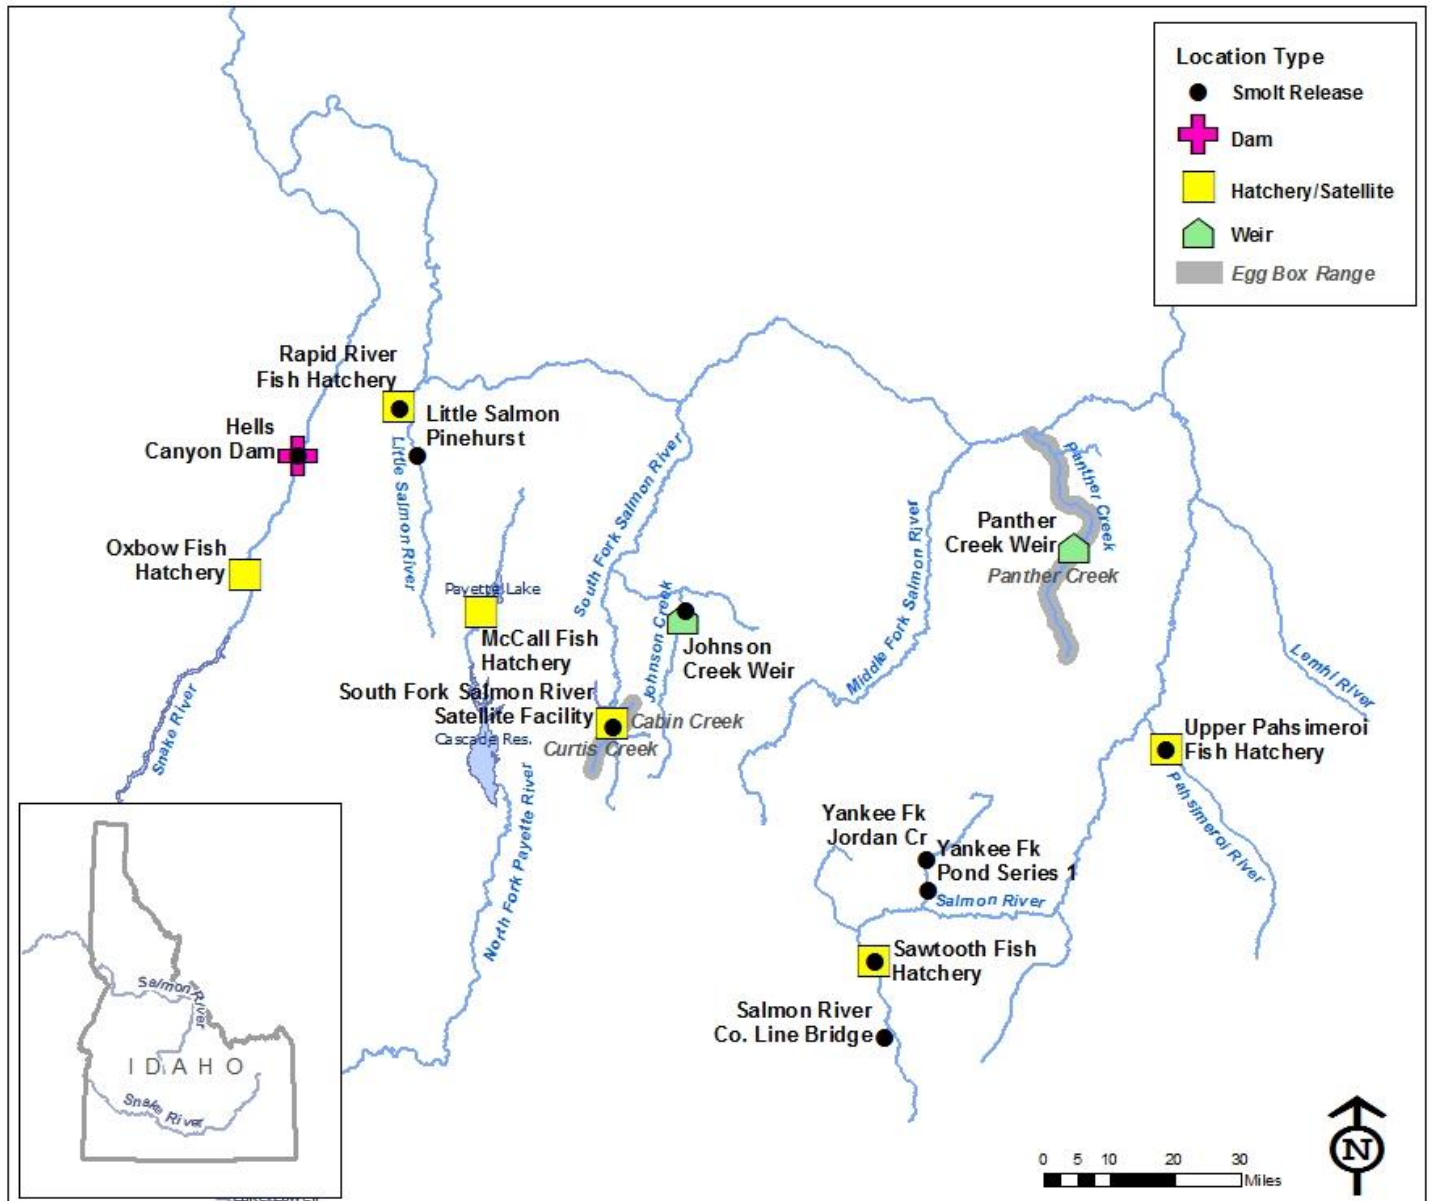 Location Type
Smolt Release
Dam
Hatchery/Satellite
Weir
Egg Box Range
Rapid River
Fish Hatchery
Little Salmon
Pinehurst
Hells
Canyon Dam
Little Salmon River
South Fork Salmon River
Panther Creek
Middle Fork Salmon River
Panther
Creek Weir
Panther Creek
Oxbow Fish
Hatchery
Payette Lake
McCall Fish
Hatchery
Johnson Creek
Johnson
Creek Weir
Lemhi River
South Fork Salmon River
Satellite Facility
Cabin Creek
Cascade Res.
Curtis Creek
Snake River
Upper Pahsimeroi
Fish Hatchery
Pahsimeroi River
North Fork Payette River
Yankee Fk
Jordan Cr
Yankee Fk
Pond Series 1
Salmon River
Sawtooth Fish
Hatchery
Salmon River
Co. Line Bridge
Salmon River
IDAHO
Snake River
N
0 5 10 20 30
Miles